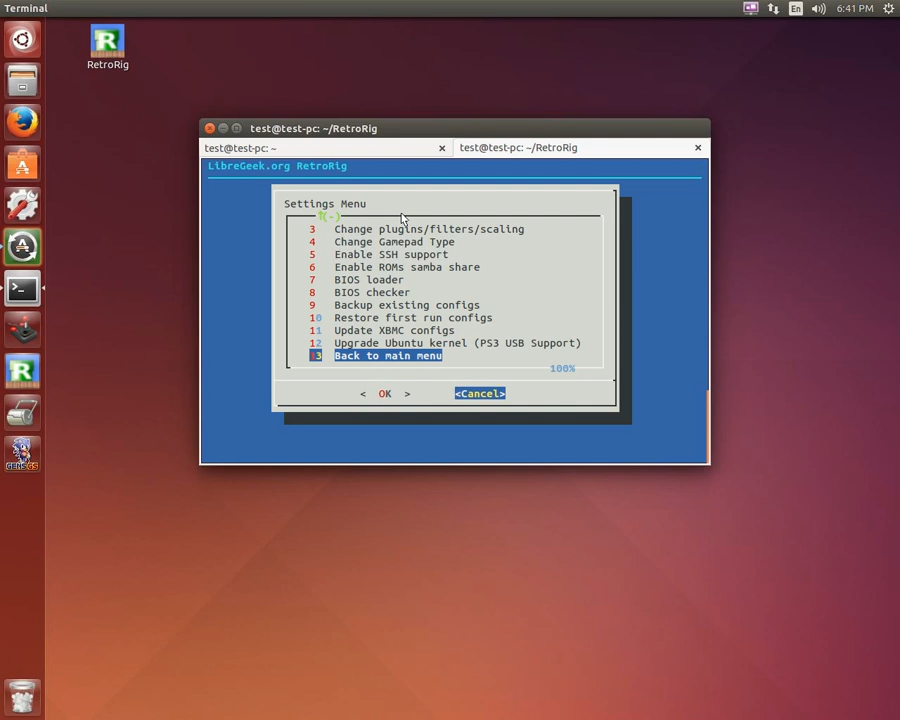 Terminal
En
6:41 PM
RetroRig
test@test-pc: ~/RetroRig
test@test-pc: ~
test@test-pc: ~/RetroRig
LibreGeek.org RetroRig
Settings Menu
↑(-)
3 Change plugins/filters/scaling
4 Change Gamepad Type
5 Enable SSH support
6 Enable ROMs samba share
7 BIOS loader
8 BIOS checker
9 Backup existing configs
10 Restore first run configs
11 Update XBMC configs
12 Upgrade Ubuntu kernel (PS3 USB Support)
13 Back to main menu
100%
< OK > <Cancel>
GENS GS